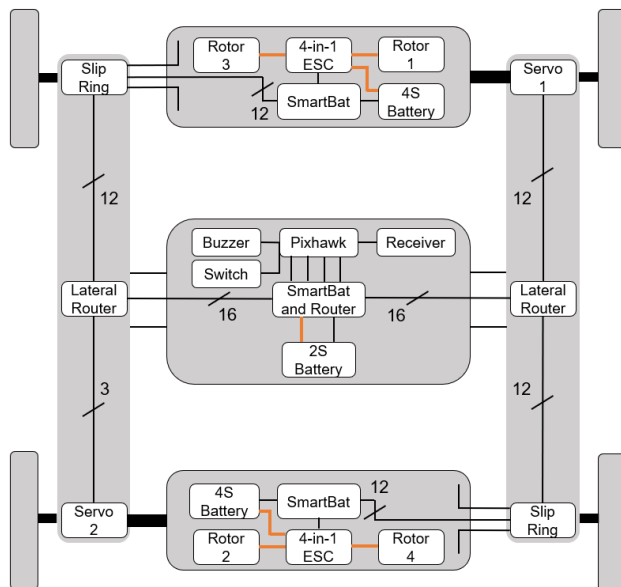 Rotor
3
4-in-1
ESC
Rotor
1
Slip
Ring
Servo
1
12
SmartBat
4S
Battery
12
12
Buzzer
Pixhawk
Receiver
Switch
Lateral
Router
16
SmartBat
and Router
16
Lateral
Router
2S
Battery
3
12
4S
Battery
SmartBat
12
Servo
2
Rotor
2
4-in-1
ESC
Rotor
4
Slip
Ring